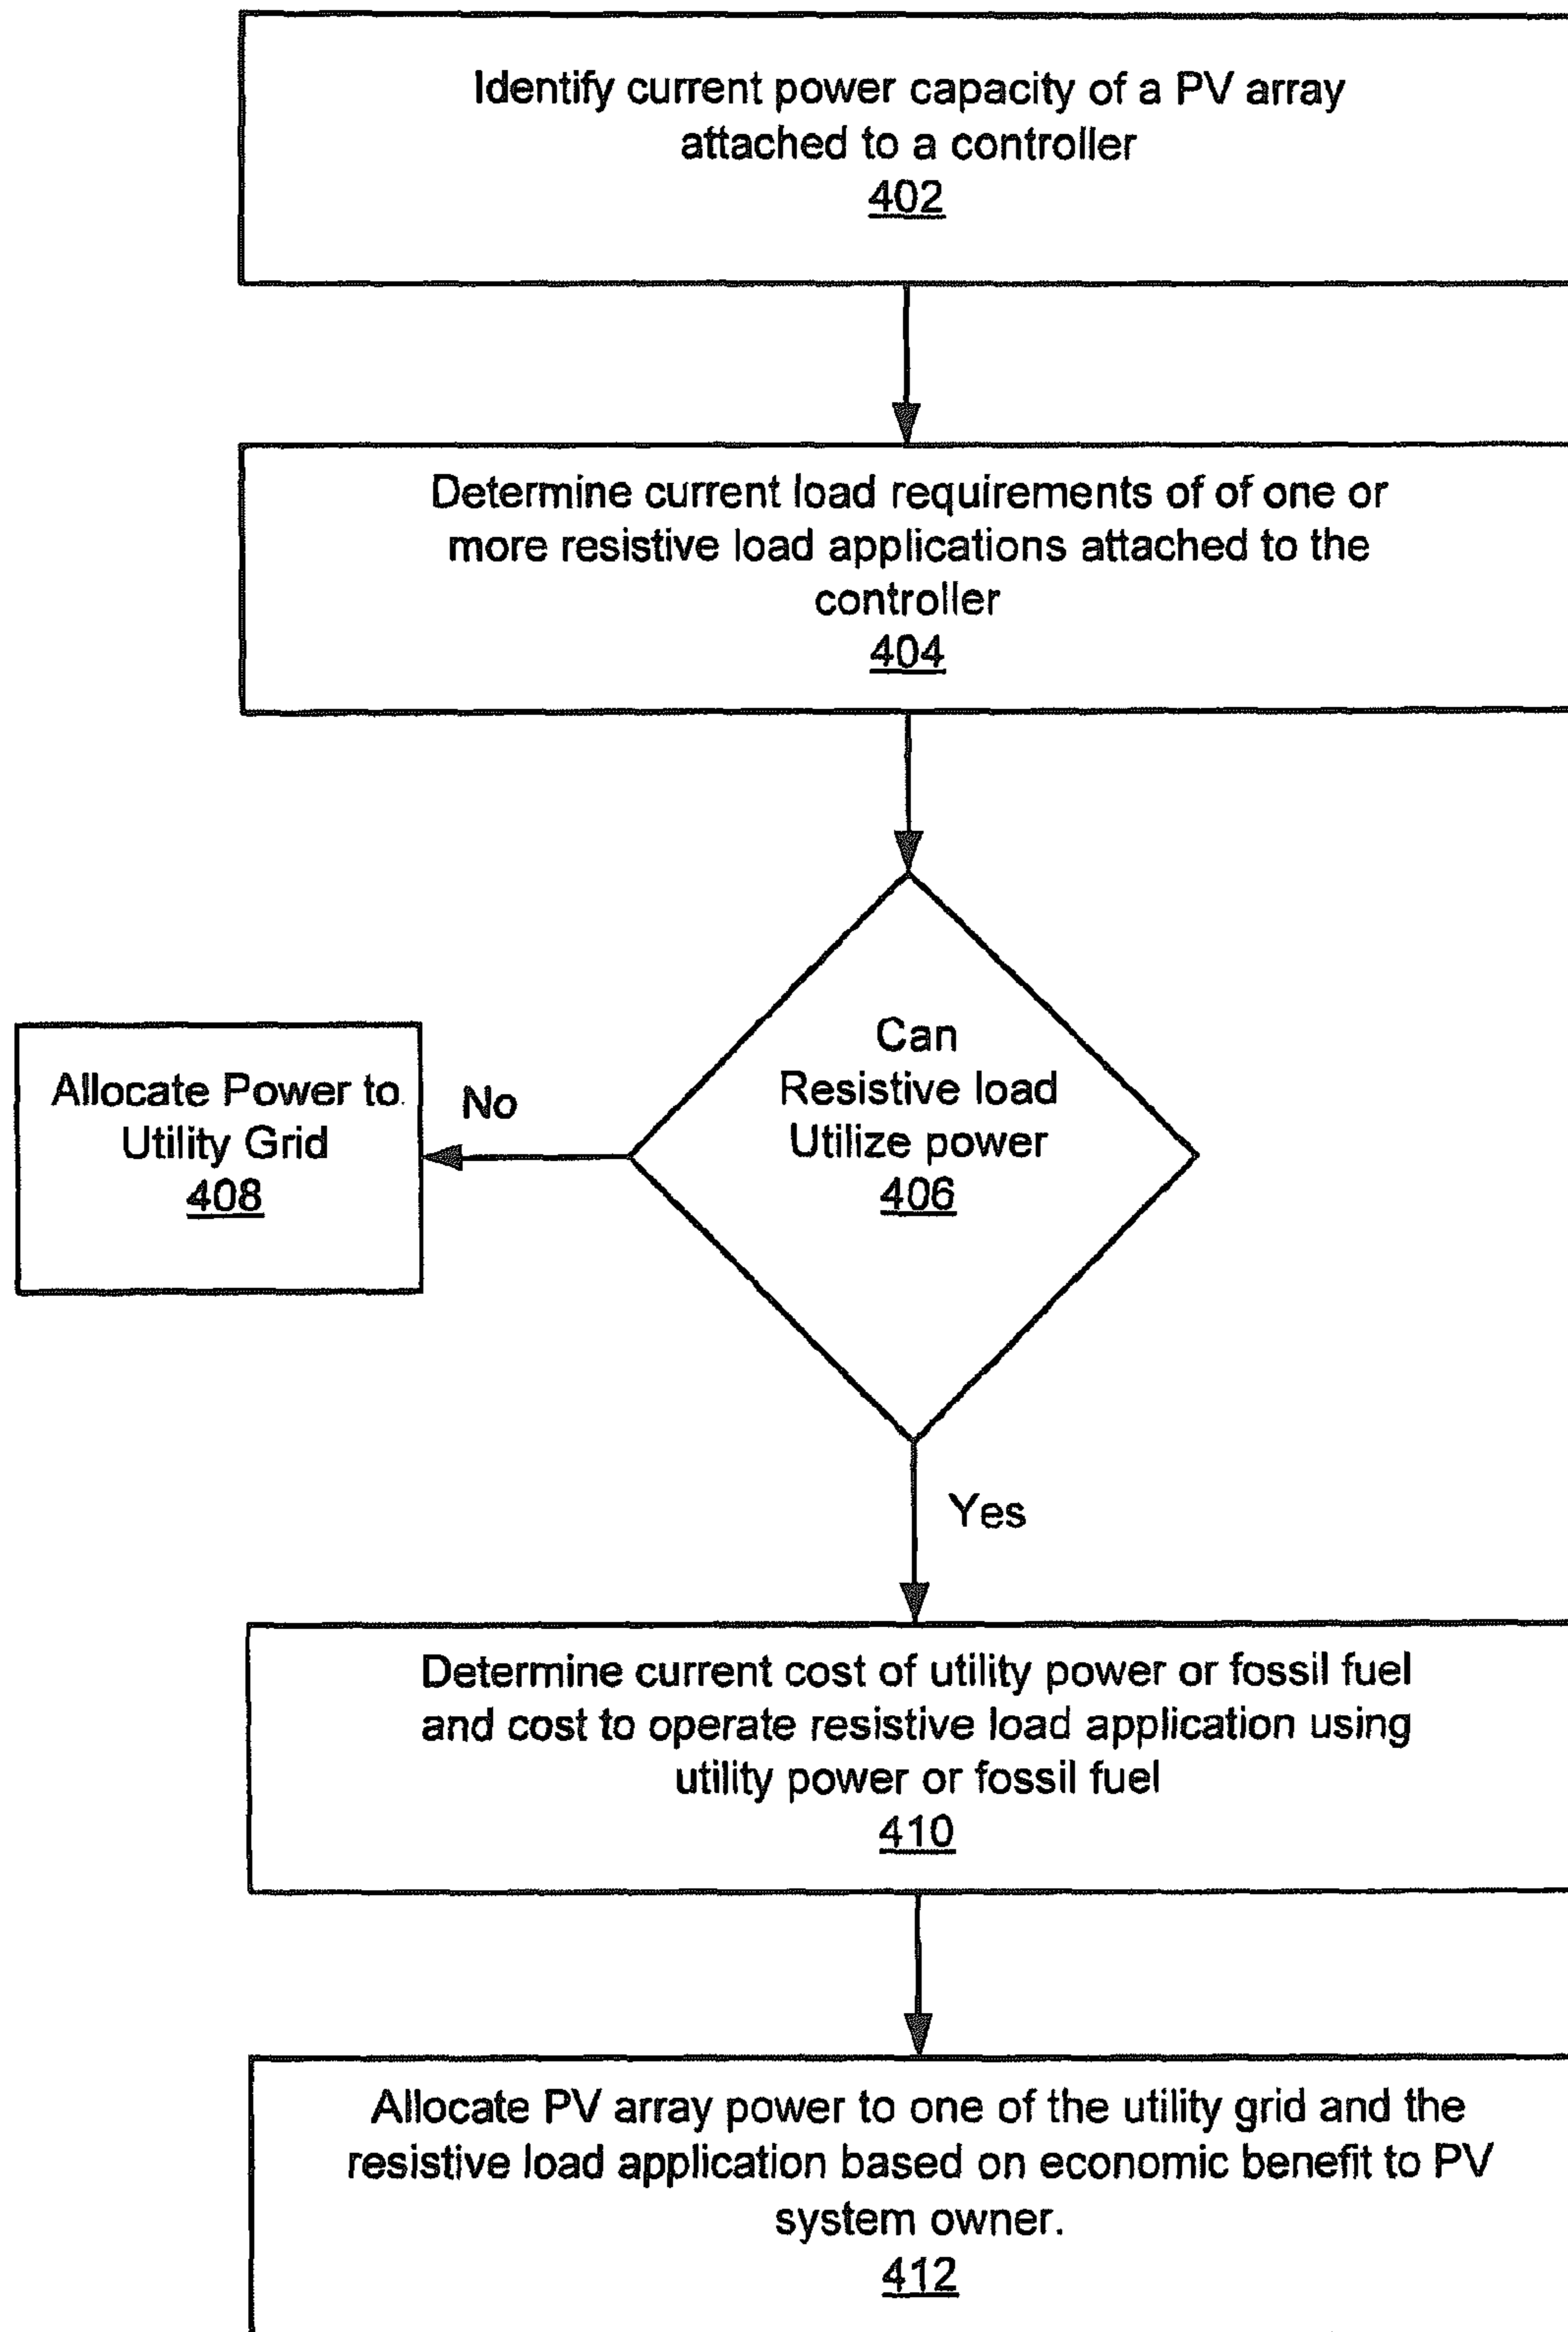 Identify current power capacity of a PV array
attached to a controller
402
Determine current load requirements of of one or
more resistive load applications attached to the
controller
404
Can
Resistive load
Utilize power
406
No
Allocate Power to
Utility Grid
408
Yes
Determine current cost of utility power or fossil fuel
and cost to operate resistive load application using
utility power or fossil fuel
410
Allocate PV array power to one of the utility grid and the
resistive load application based on economic benefit to PV
system owner.
412